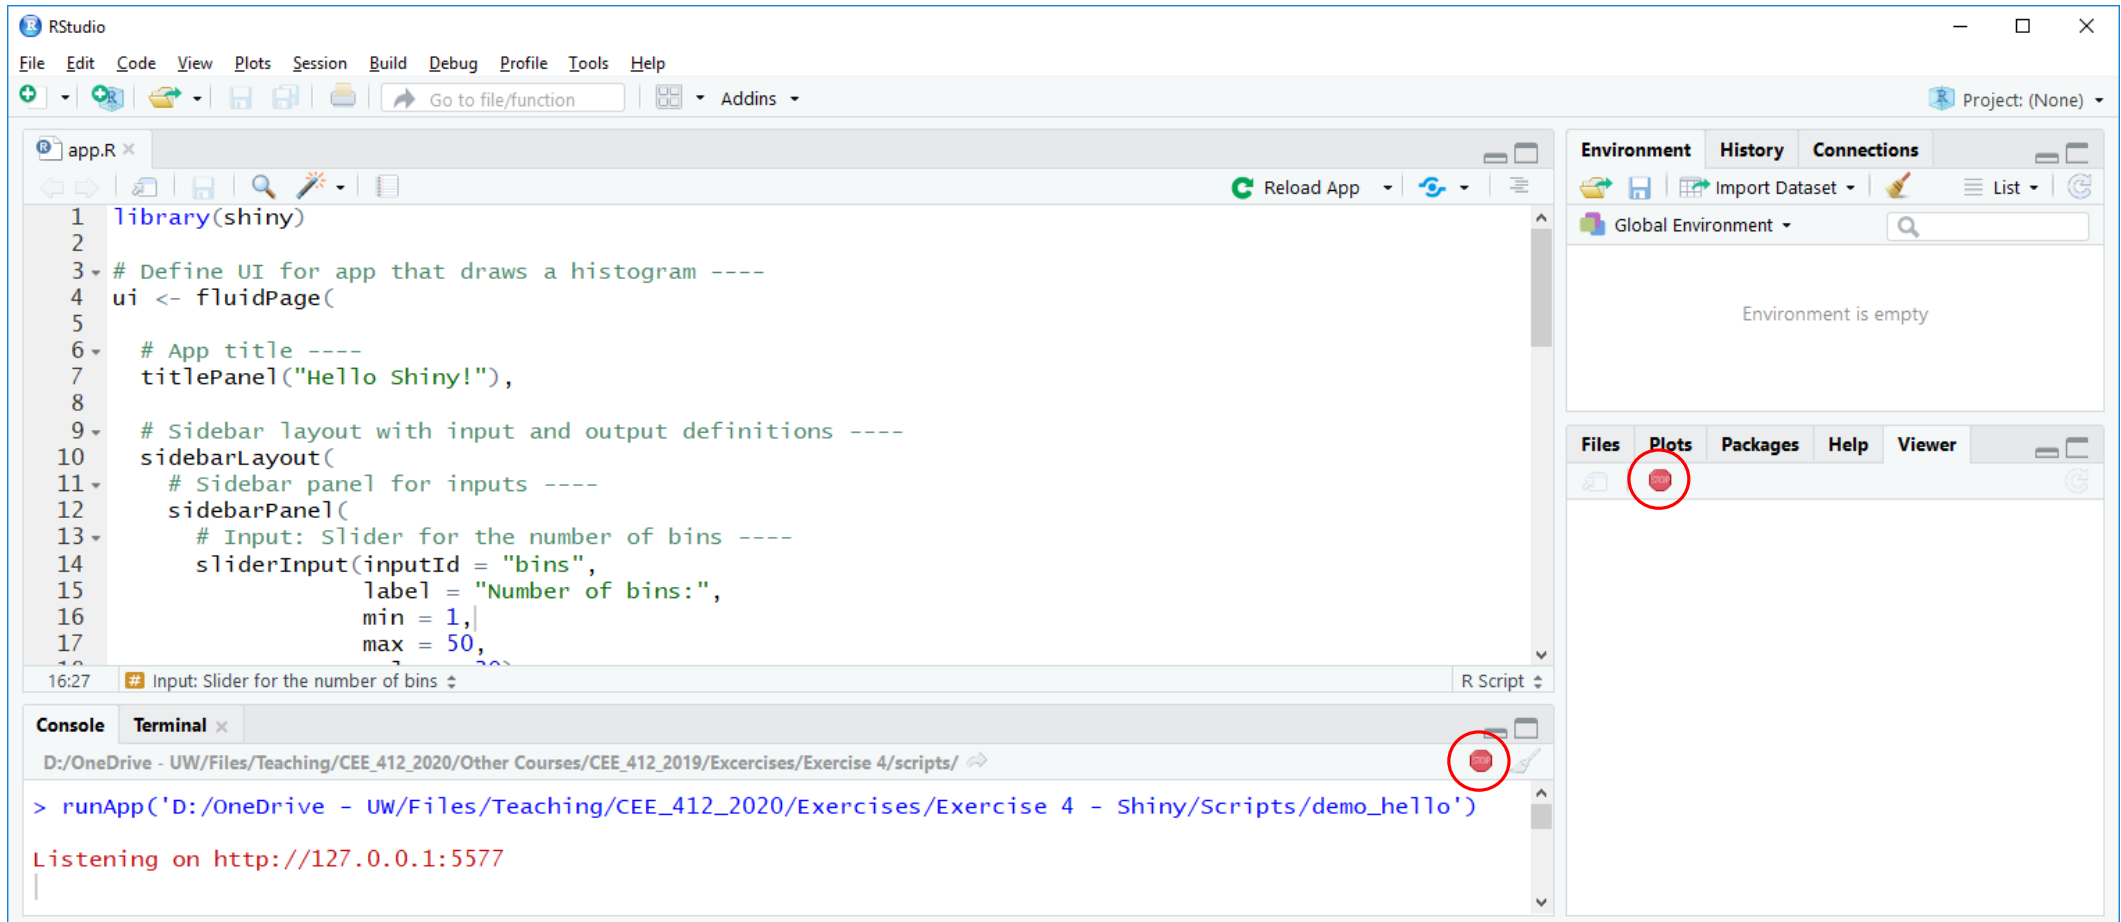 RStudio
File Edit Code View Plots Session Build Debug Profile Tools Help
Go to file/function Addins Project: (None)
app.R
Reload App
1 library(shiny)
2
3 # Define UI for app that draws a histogram ----
4 ui <- fluidPage(
5
6 # App title ----
7 titlePanel("Hello Shiny!"),
8
9 # Sidebar layout with input and output definitions ----
10 sidebarLayout(
11 # Sidebar panel for inputs ----
12 sidebarPanel(
13 # Input: Slider for the number of bins ----
14 sliderInput(inputId = "bins",
15 label = "Number of bins:",
16 min = 1,
17 max = 50,
16:27 # Input: Slider for the number of bins R Script
Console Terminal
D:/OneDrive - UW/Files/Teaching/CEE_412_2020/Other Courses/CEE_412_2019/Excercises/Exercise 4/scripts/
STOP
> runApp('D:/OneDrive - UW/Files/Teaching/CEE_412_2020/Exercises/Exercise 4 - Shiny/Scripts/demo_hello')
Listening on http://127.0.0.1:5577
Environment History Connections
Import Dataset List
Global Environment
Environment is empty
Files Plots Packages Help Viewer
STOP